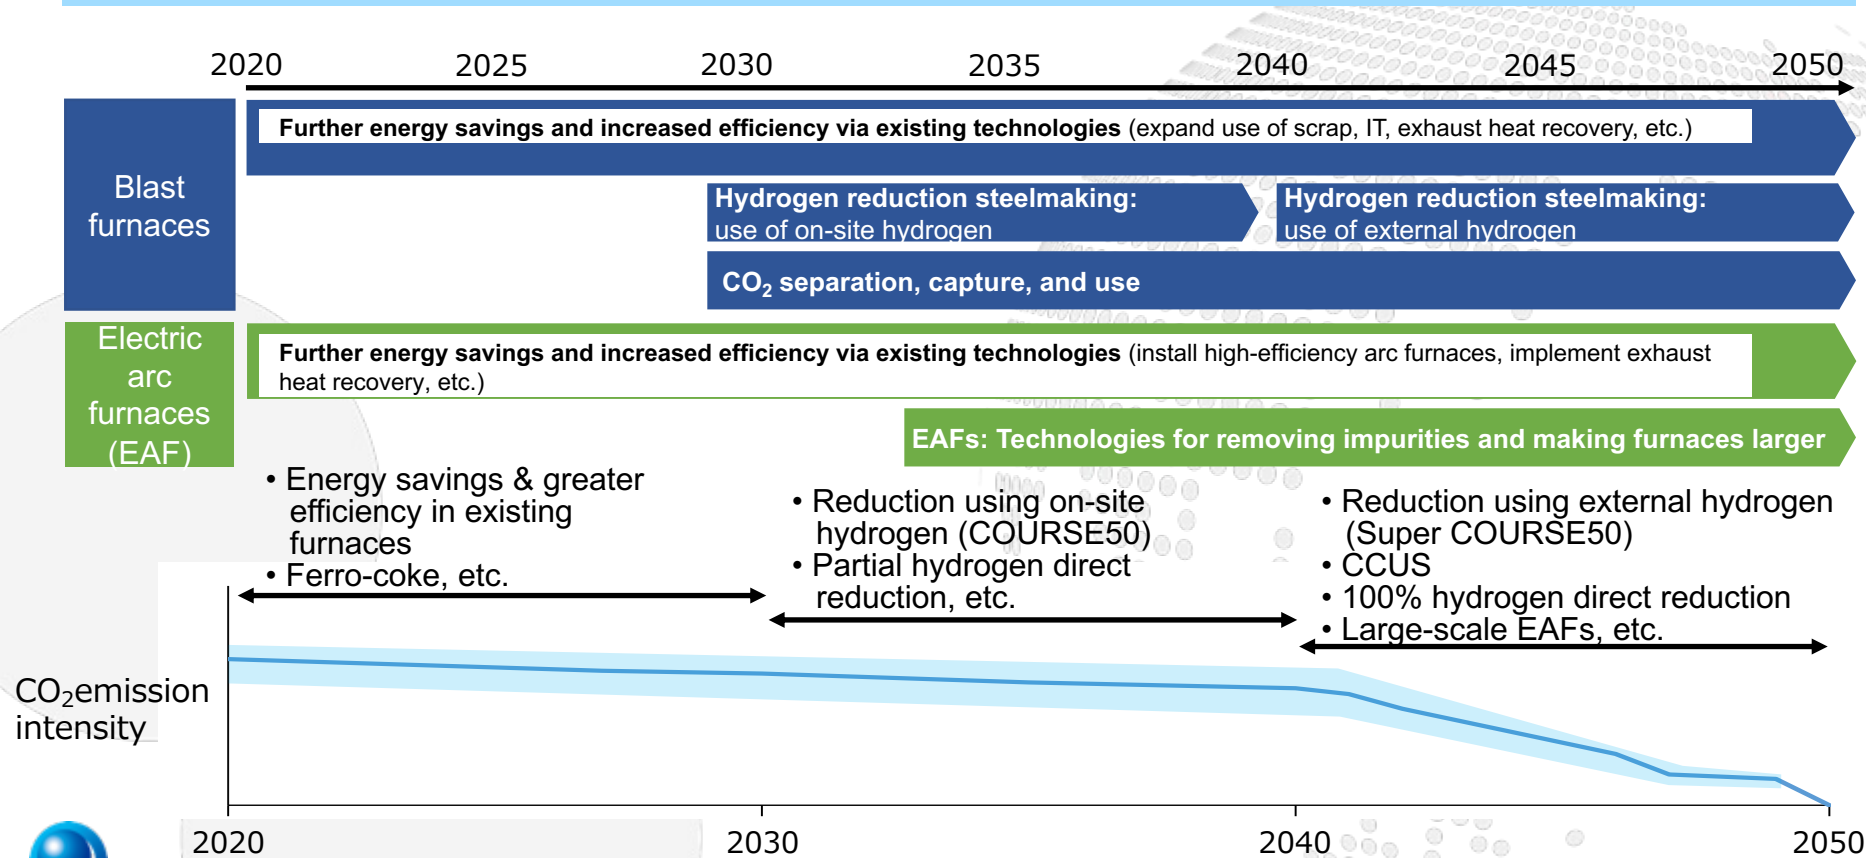 2020 2025 2030 2035 2040 2045 2050
Blast
furnaces
Further energy savings and increased efficiency via existing technologies (expand use of scrap, IT, exhaust heat recovery, etc.)
Hydrogen reduction steelmaking:
use of on-site hydrogen
Hydrogen reduction steelmaking:
use of external hydrogen
CO₂ separation, capture, and use
Electric
arc
furnaces
(EAF)
Further energy savings and increased efficiency via existing technologies (install high-efficiency arc furnaces, implement exhaust
heat recovery, etc.)
EAFs: Technologies for removing impurities and making furnaces larger
• Energy savings & greater
efficiency in existing
furnaces
• Ferro-coke, etc.
• Reduction using on-site
hydrogen (COURSE50)
• Partial hydrogen direct
reduction, etc.
• Reduction using external hydrogen
(Super COURSE50)
• CCUS
• 100% hydrogen direct reduction
• Large-scale EAFs, etc.
CO₂emission
intensity
2020 2030 2040 2050